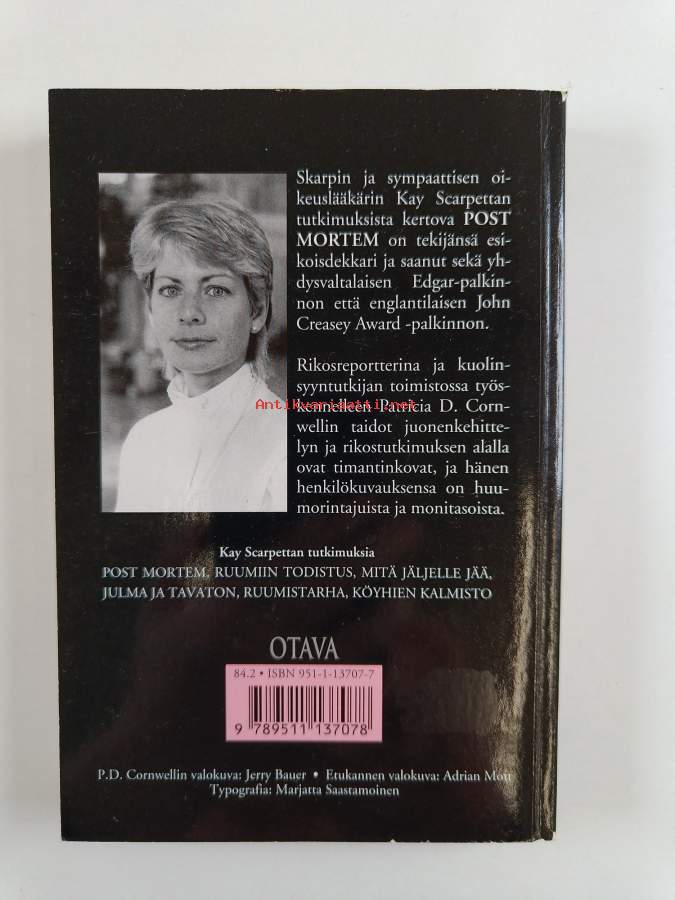 Skarpin ja sympaattisen oi-
keuslääkärin Kay Scarpettan
tutkimuksista kertova POST
MORTEM on tekijänsä esi-
koisdekkari ja saanut sekä yh-
dysvaltalaisen Edgar-palkin-
non että englantilaisen John
Creasey Award -palkinnon.
Rikosreportterina ja kuolin-
syyntutkijan toimistossa työs-
kennelleen Patricia D. Corn-
wellin taidot juonenkehitte-
lyn ja rikostutkimuksen alalla
ovat timantinkovat, ja hänen
henkilökuvauksensa on huu-
morintajuista ja monitasoista.
Antikvariaatti.net
Kay Scarpettan tutkimuksia
POST MORTEM, RUUMIIN TODISTUS, MITÄ JÄLJELLE JÄÄ,
JULMA JA TAVATON, RUUMISTARHA, KÖYHIEN KALMISTO
OTAVA
84.2 • ISBN 951-1-13707-7
9 789511 137078
P.D. Cornwellin valokuva: Jerry Bauer • Etukannen valokuva: Adrian Mott
Typografia: Marjatta Saastamoinen